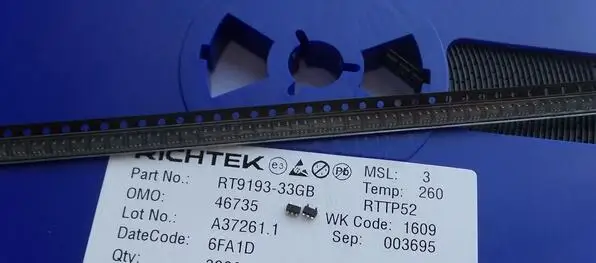 RICHTEK e3 Pb MSL: 3
Part No.: RT9193-33GB Temp: 260
OMO: 46735 RTTP52
Lot No.: A37261.1 WK Code: 1609
DateCode: 6FA1D Sep: 003695
Qty: